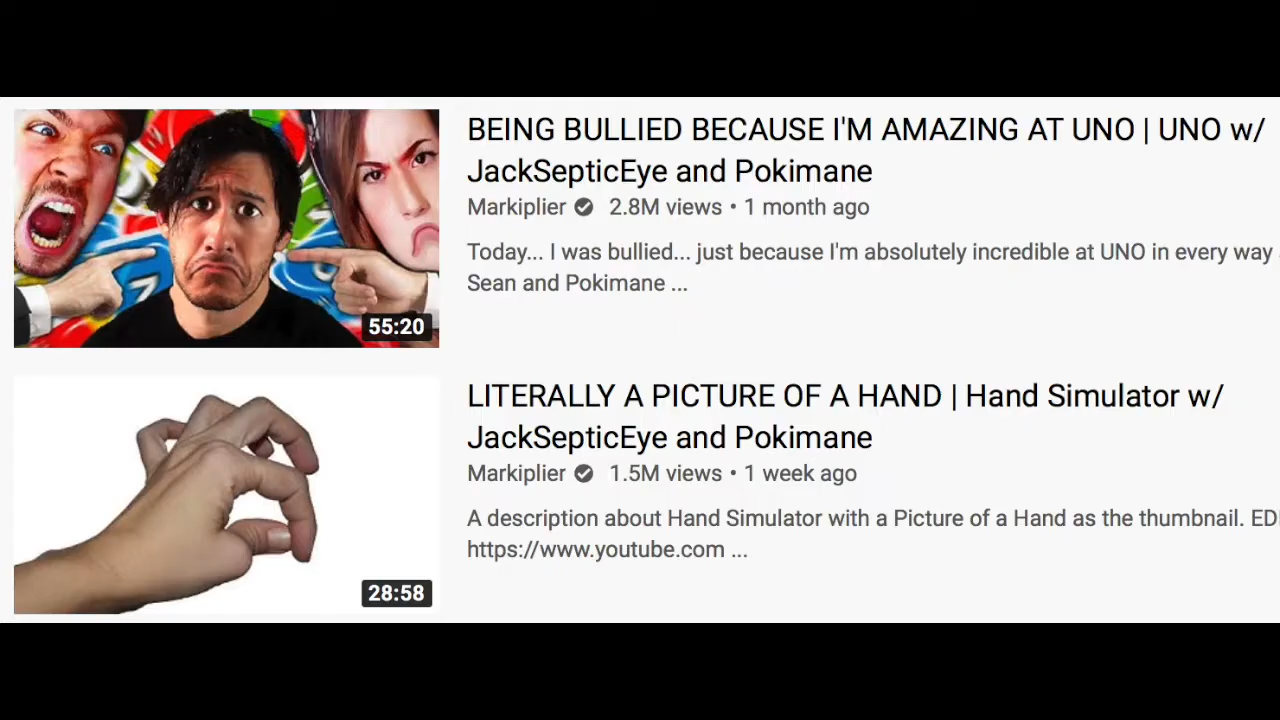 BEING BULLIED BECAUSE I'M AMAZING AT UNO | UNO w/
JackSepticEye and Pokimane
Markiplier 2.8M views • 1 month ago
Today... I was bullied... just because I'm absolutely incredible at UNO in every way
Sean and Pokimane ...
55:20
LITERALLY A PICTURE OF A HAND | Hand Simulator w/
JackSepticEye and Pokimane
Markiplier 1.5M views • 1 week ago
A description about Hand Simulator with a Picture of a Hand as the thumbnail.
https://www.youtube.com ...
28:58